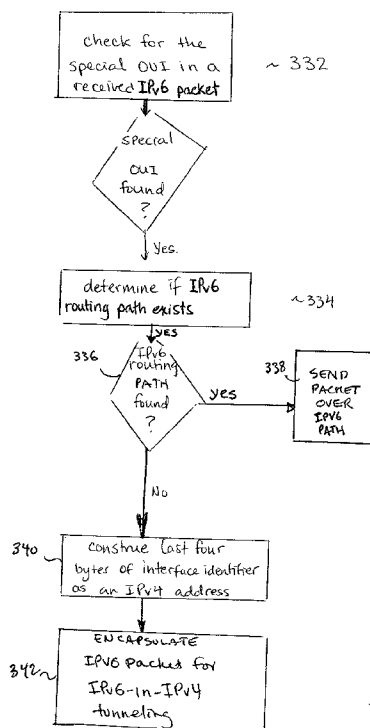 check for the
special OUI in a
received IPv6 packet
~ 332
special
OUI
found
?
Yes.
determine if IPv6
routing path exists
~334
yes
336
IPv6
routing
PATH
found
?
yes
338
SEND
PACKET
OVER
IPV6
PATH
No
340
construe last four
bytes of interface identifier
as an IPv4 address
342
ENCAPSULATE
IPV6 Packet for
IPv6-in-IPv4
tunneling